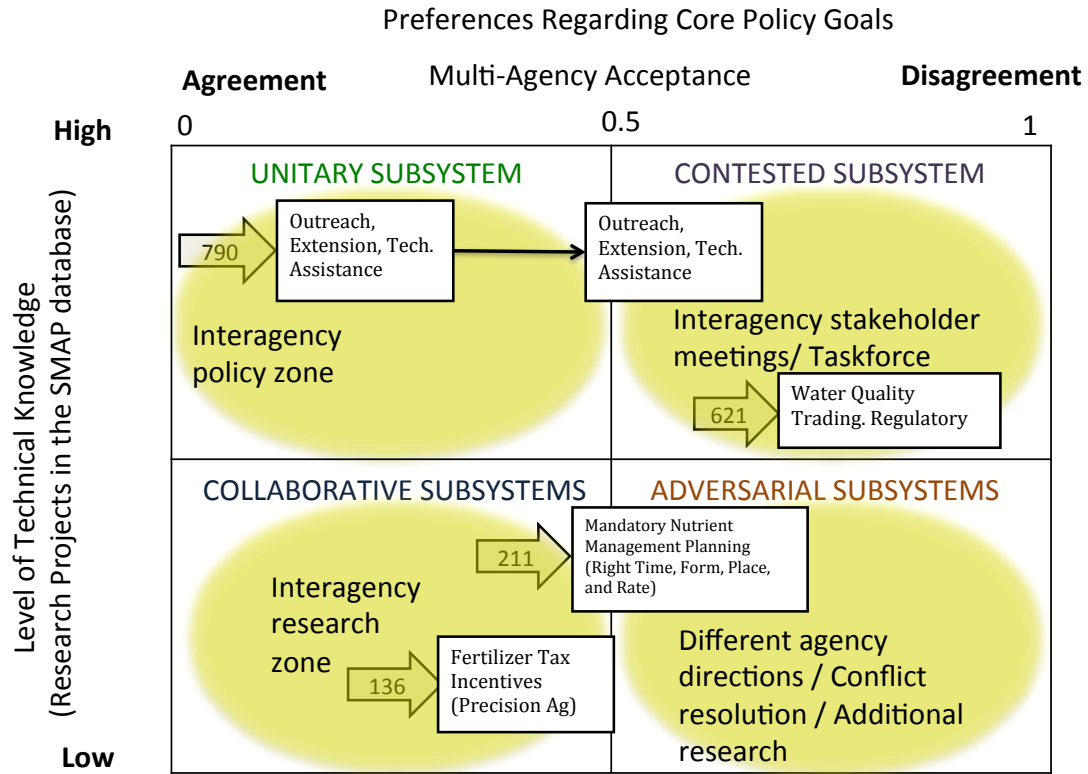 Preferences Regarding Core Policy Goals
Agreement Multi-Agency Acceptance Disagreement
High 0 0.5 1
Level of Technical Knowledge
(Research Projects in the SMAP database)
UNITARY SUBSYSTEM
790
Outreach,
Extension, Tech.
Assistance
Interagency
policy zone
CONTESTED SUBSYSTEM
Outreach,
Extension, Tech.
Assistance
Interagency stakeholder
meetings/ Taskforce
621
Water Quality
Trading. Regulatory
COLLABORATIVE SUBSYSTEMS
211
Mandatory Nutrient
Management Planning
(Right Time, Form, Place,
and Rate)
Interagency
research
zone
136
Fertilizer Tax
Incentives
(Precision Ag)
ADVERSARIAL SUBSYSTEMS
Different agency
directions / Conflict
resolution / Additional
research
Low